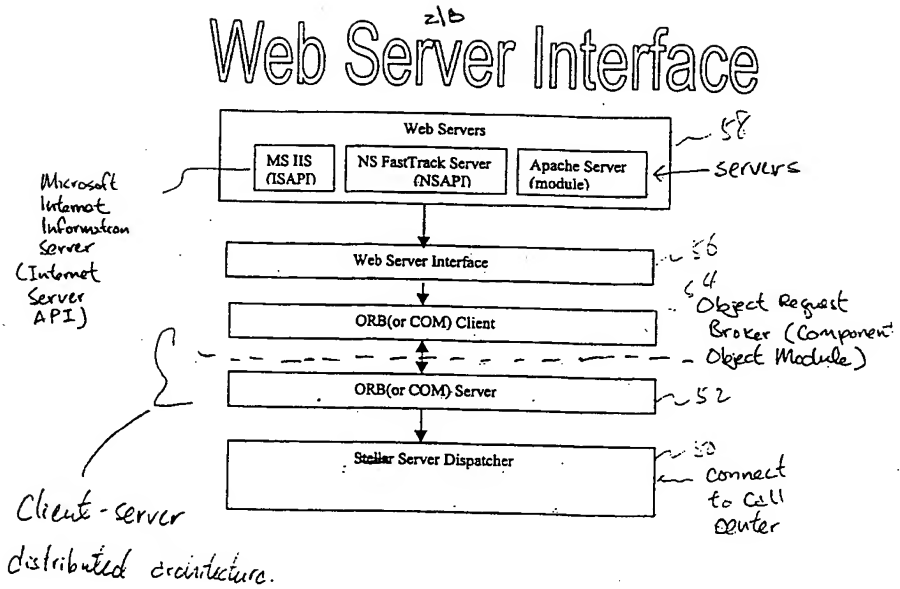 2/B
Web Server Interface
Web Servers
58
MS IIS
(ISAPI)
NS FastTrack Server
(NSAPI)
Apache Server
(module)
servers
Microsoft
Internet
Information
Server
(Internet
Server
API)
Web Server Interface
56
54
Object Request
Broker (Component
Object Module)
ORB(or COM) Client
ORB(or COM) Server
52
Stellar Server Dispatcher
50
connect
to call
center
Client-server
distributed architecture.